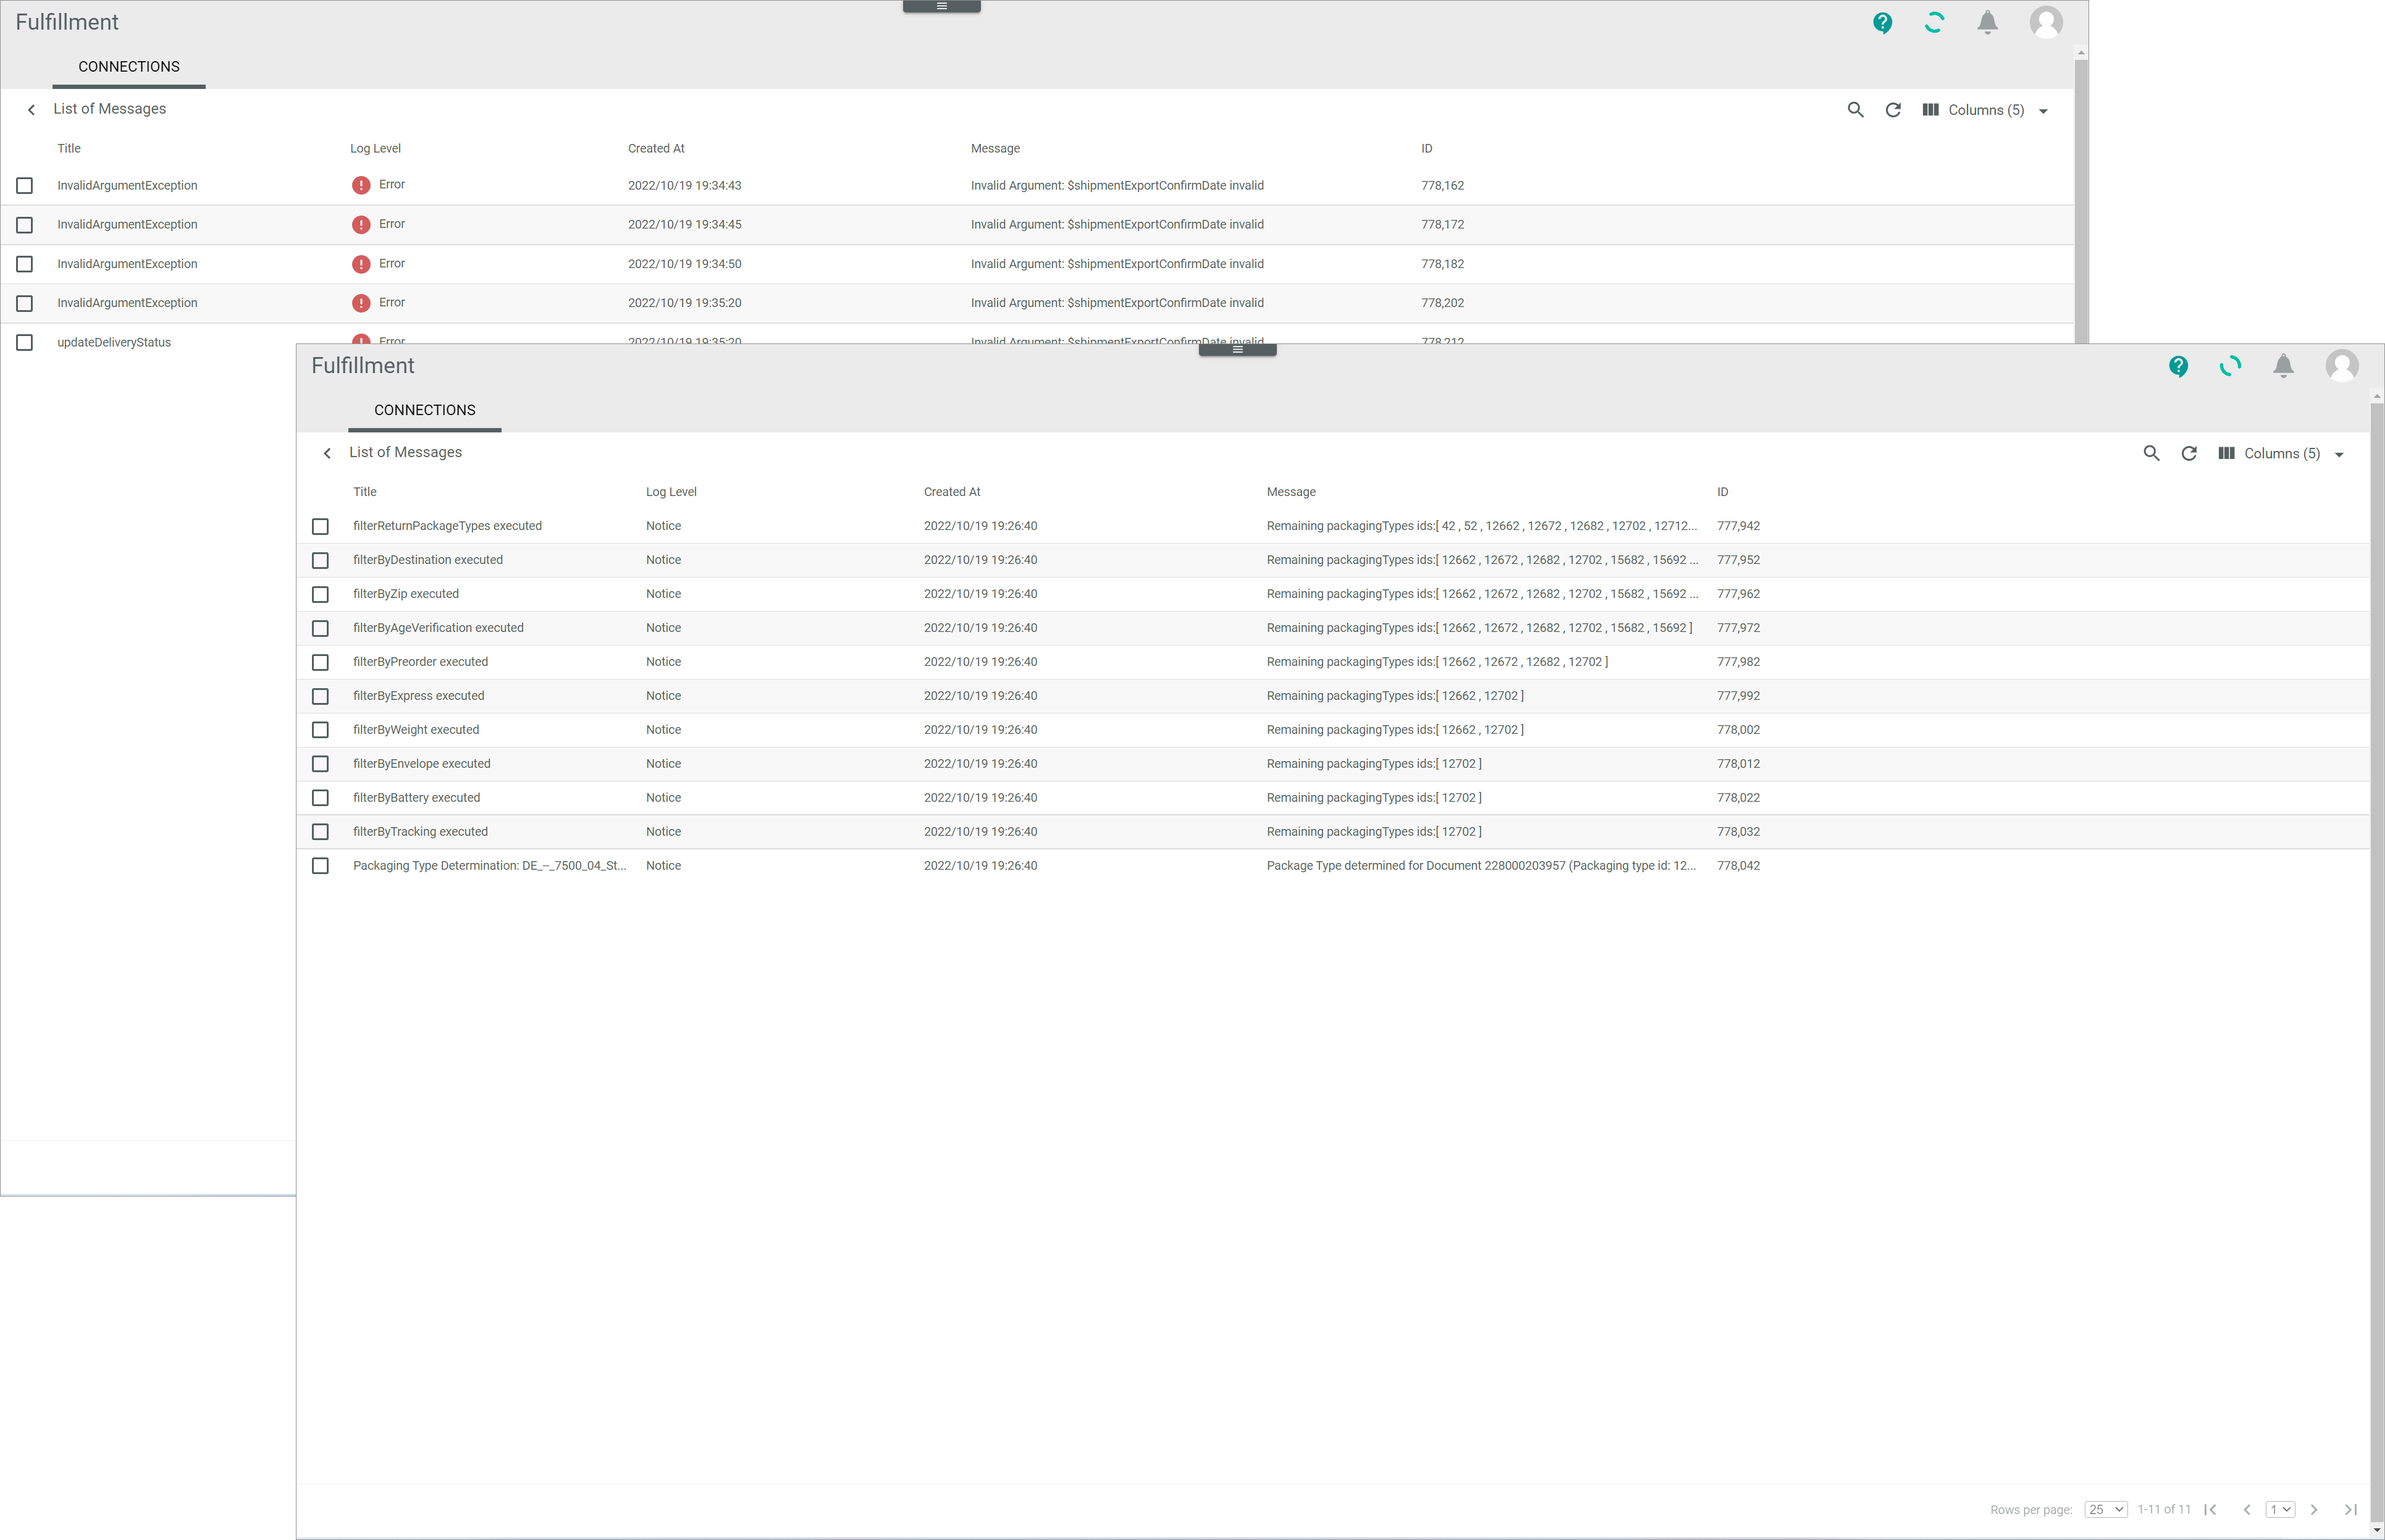 Fulfillment
CONNECTIONS
List of Messages
Columns (5)
Title Log Level Created At Message ID
InvalidArgumentException Error 2022/10/19 19:34:43 Invalid Argument: $shipmentExportConfirmDate invalid 778,162
InvalidArgumentException Error 2022/10/19 19:34:45 Invalid Argument: $shipmentExportConfirmDate invalid 778,172
InvalidArgumentException Error 2022/10/19 19:34:50 Invalid Argument: $shipmentExportConfirmDate invalid 778,182
InvalidArgumentException Error 2022/10/19 19:35:20 Invalid Argument: $shipmentExportConfirmDate invalid 778,202
updateDeliveryStatus Error 2022/10/19 19:35:20 Invalid Argument: $shipmentExportConfirmDate invalid 778,212
Fulfillment
CONNECTIONS
List of Messages
Columns (5)
Title Log Level Created At Message ID
filterReturnPackageTypes executed Notice 2022/10/19 19:26:40 Remaining packagingTypes ids:[ 42 , 52 , 12662 , 12672 , 12682 , 12702 , 12712... 777,942
filterByDestination executed Notice 2022/10/19 19:26:40 Remaining packagingTypes ids:[ 12662 , 12672 , 12682 , 12702 , 15682 , 15692 ... 777,952
filterByZip executed Notice 2022/10/19 19:26:40 Remaining packagingTypes ids:[ 12662 , 12672 , 12682 , 12702 , 15682 , 15692 ... 777,962
filterByAgeVerification executed Notice 2022/10/19 19:26:40 Remaining packagingTypes ids:[ 12662 , 12672 , 12682 , 12702 , 15682 , 15692 ] 777,972
filterByPreorder executed Notice 2022/10/19 19:26:40 Remaining packagingTypes ids:[ 12662 , 12672 , 12682 , 12702 ] 777,982
filterByExpress executed Notice 2022/10/19 19:26:40 Remaining packagingTypes ids:[ 12662 , 12702 ] 777,992
filterByWeight executed Notice 2022/10/19 19:26:40 Remaining packagingTypes ids:[ 12662 , 12702 ] 778,002
filterByEnvelope executed Notice 2022/10/19 19:26:40 Remaining packagingTypes ids:[ 12702 ] 778,012
filterByBattery executed Notice 2022/10/19 19:26:40 Remaining packagingTypes ids:[ 12702 ] 778,022
filterByTracking executed Notice 2022/10/19 19:26:40 Remaining packagingTypes ids:[ 12702 ] 778,032
Packaging Type Determination: DE_--_7500_04_St... Notice 2022/10/19 19:26:40 Package Type determined for Document 228000203957 (Packaging type id: 12... 778,042
Rows per page: 25 1-11 of 11 1